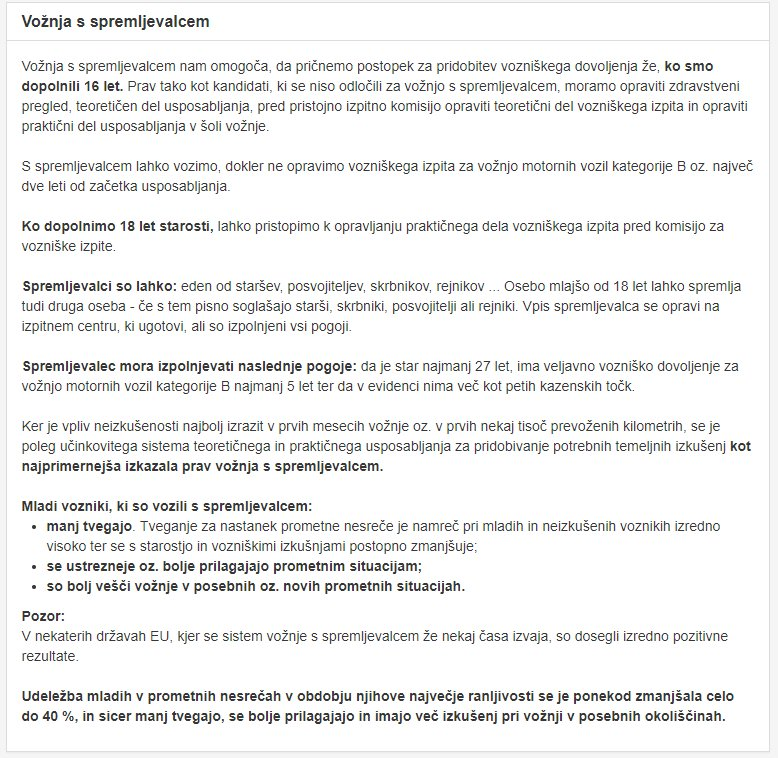 Vožnja s spremljevalcem
Vožnja s spremljevalcem nam omogoča, da pričnemo postopek za pridobitev vozniškega dovoljenja že, ko smo
dopolnili 16 let. Prav tako kot kandidati, ki se niso odločili za vožnjo s spremljevalcem, moramo opraviti zdravstveni
pregled, teoretičen del usposabljanja, pred pristojno izpitno komisijo opraviti teoretični del vozniškega izpita in opraviti
praktični del usposabljanja v šoli vožnje.
S spremljevalcem lahko vozimo, dokler ne opravimo vozniškega izpita za vožnjo motornih vozil kategorije B oz. največ
dve leti od začetka usposabljanja.
Ko dopolnimo 18 let starosti, lahko pristopimo k opravljanju praktičnega dela vozniškega izpita pred komisijo za
vozniške izpite.
Spremljevalci so lahko: eden od staršev, posvojiteljev, skrbnikov, rejnikov ... Osebo mlajšo od 18 let lahko spremlja
tudi druga oseba - če s tem pisno soglašajo starši, skrbniki, posvojitelji ali rejniki. Vpis spremljevalca se opravi na
izpitnem centru, ki ugotovi, ali so izpolnjeni vsi pogoji.
Spremljevalec mora izpolnjevati naslednje pogoje: da je star najmanj 27 let, ima veljavno vozniško dovoljenje za
vožnjo motornih vozil kategorije B najmanj 5 let ter da v evidenci nima več kot petih kazenskih točk.
Ker je vpliv neizkušenosti najbolj izrazit v prvih mesecih vožnje oz. v prvih nekaj tisoč prevoženih kilometrih, se je
poleg učinkovitega sistema teoretičnega in praktičnega usposabljanja za pridobivanje potrebnih temeljnih izkušenj kot
najprimernejša izkazala prav vožnja s spremljevalcem.
Mladi vozniki, ki so vozili s spremljevalcem:
• manj tvegajo. Tveganje za nastanek prometne nesreče je namreč pri mladih in neizkušenih voznikih izredno
visoko ter se s starostjo in vozniškimi izkušnjami postopno zmanjšuje;
• se ustrezneje oz. bolje prilagajajo prometnim situacijam;
• so bolj vešči vožnje v posebnih oz. novih prometnih situacijah.
Pozor:
V nekaterih državah EU, kjer se sistem vožnje s spremljevalcem že nekaj časa izvaja, so dosegli izredno pozitivne
rezultate.
Udeležba mladih v prometnih nesrečah v obdobju njihove največje ranljivosti se je ponekod zmanjšala celo
do 40 %, in sicer manj tvegajo, se bolje prilagajajo in imajo več izkušenj pri vožnji v posebnih okoliščinah.